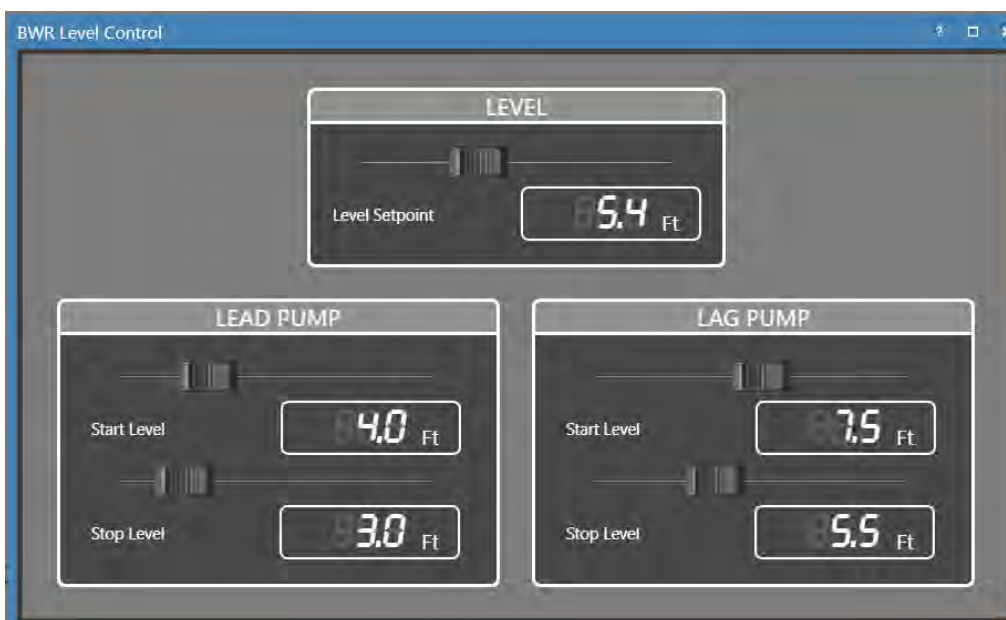 BWR Level Control
LEVEL
Level Setpoint 5.4 Ft
LEAD PUMP
Start Level 4.0 Ft
Stop Level 3.0 Ft
LAG PUMP
Start Level 7.5 Ft
Stop Level 5.5 Ft